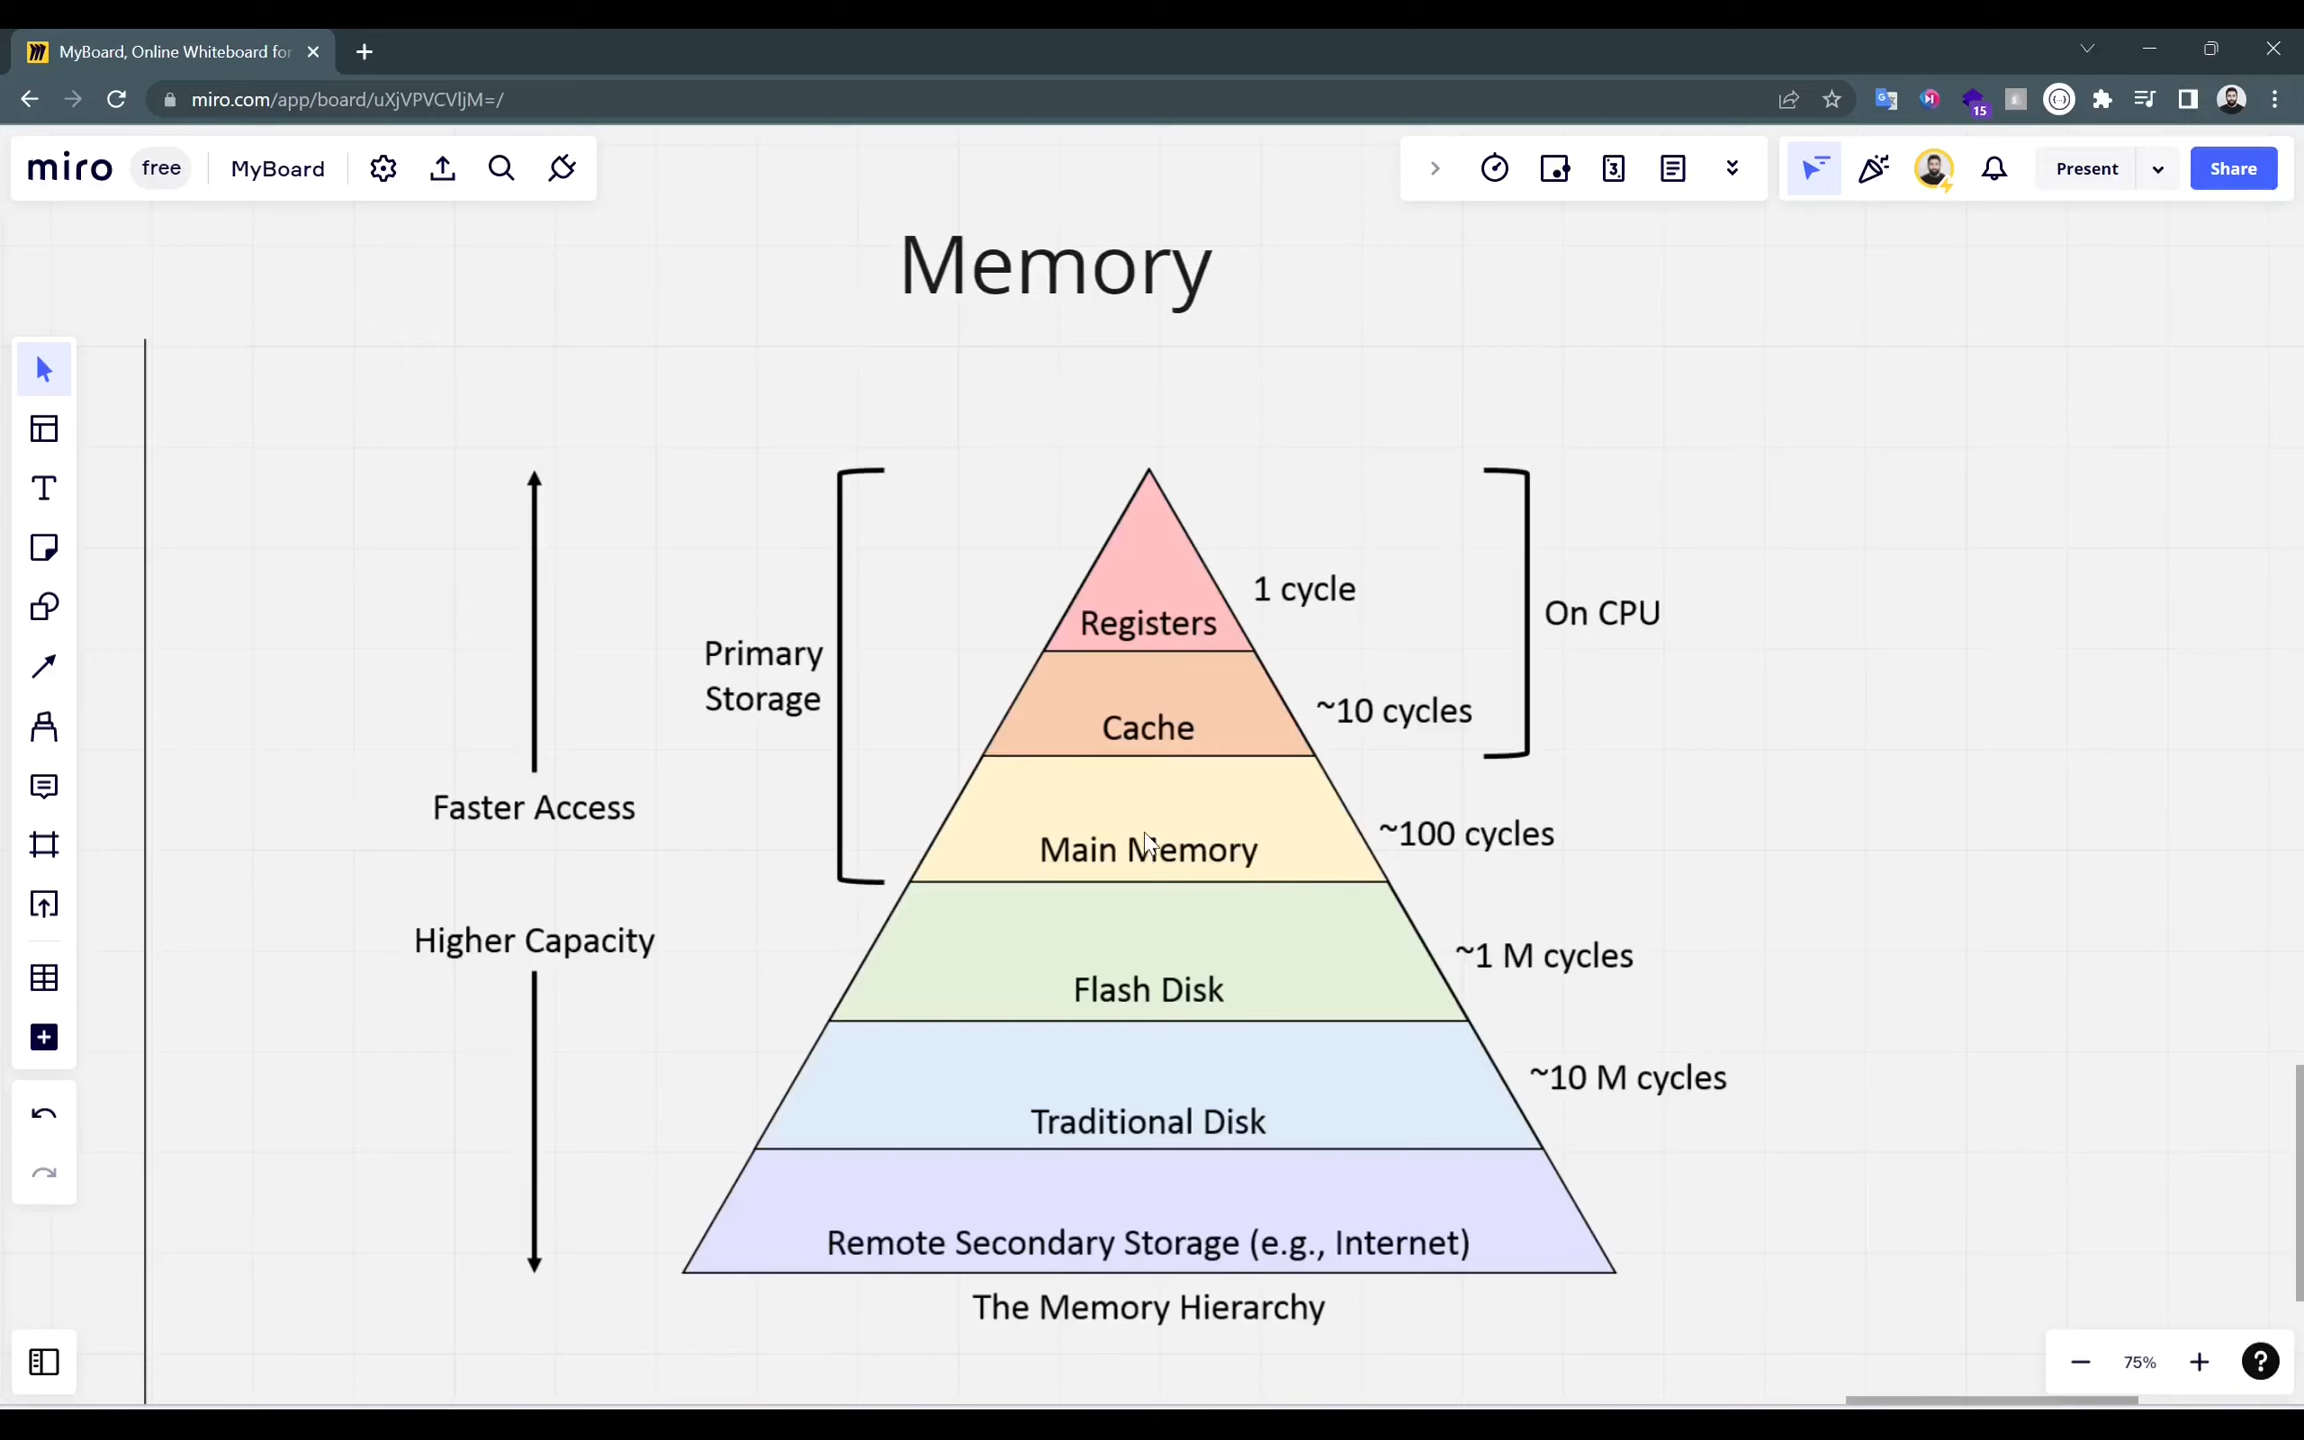 MyBoard, Online Whiteboard for
miro.com/app/board/uXjVPVCVljM=/
15
miro
free
MyBoard
3
Present
Share
Memory
1 cycle
Registers
On CPU
Primary
Storage
~10 cycles
Cache
Faster Access
~100 cycles
Main Memory
Higher Capacity
~1 M cycles
Flash Disk
~10 M cycles
Traditional Disk
Remote Secondary Storage (e.g., Internet)
The Memory Hierarchy
75%